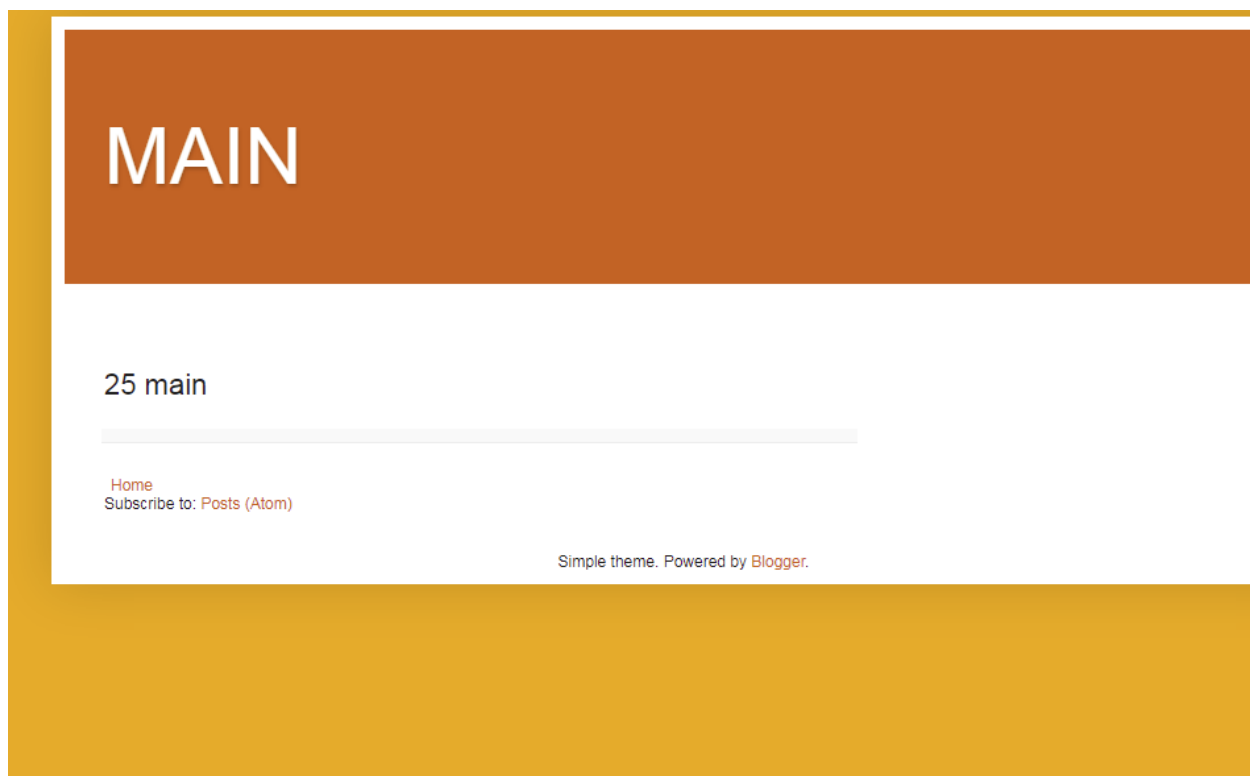 MAIN
25 main
Home
Subscribe to: Posts (Atom)
Simple theme. Powered by Blogger.